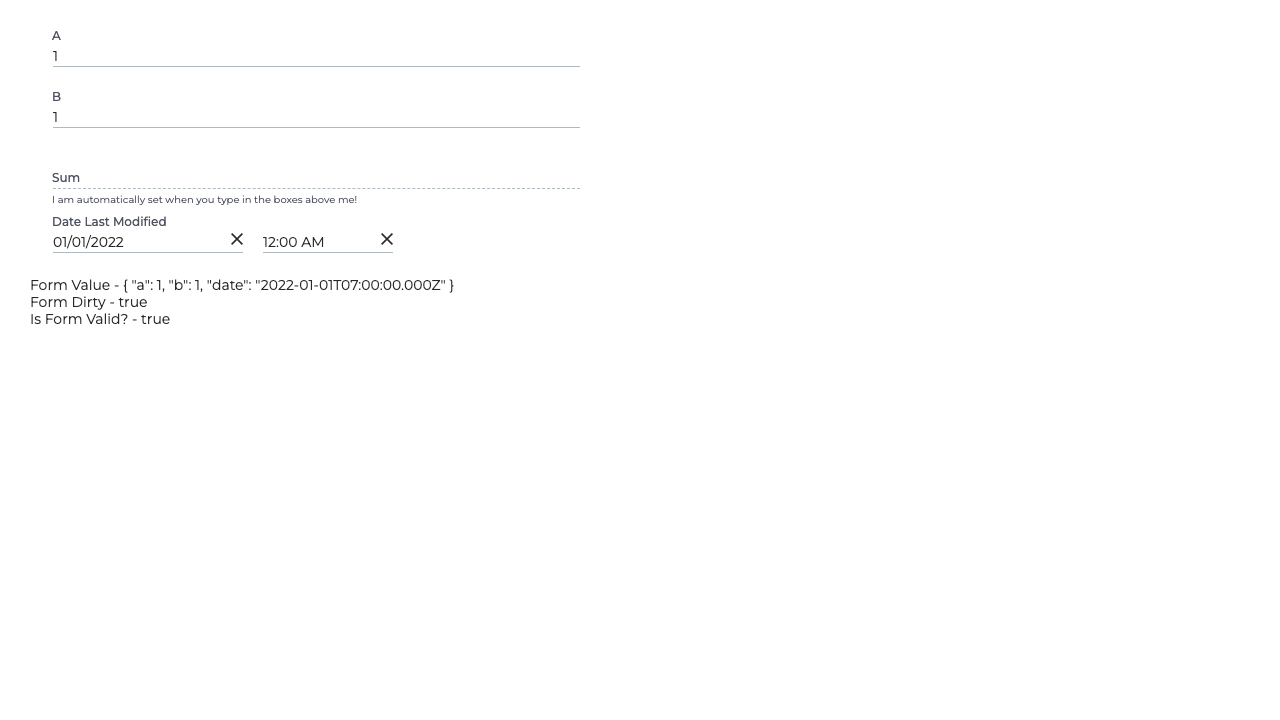 A
1
B
1
Sum
I am automatically set when you type in the boxes above me!
Date Last Modified
01/01/2022 12:00 AM
Form Value - { "a": 1, "b": 1, "date": "2022-01-01T07:00:00.000Z" }
Form Dirty - true
Is Form Valid? - true